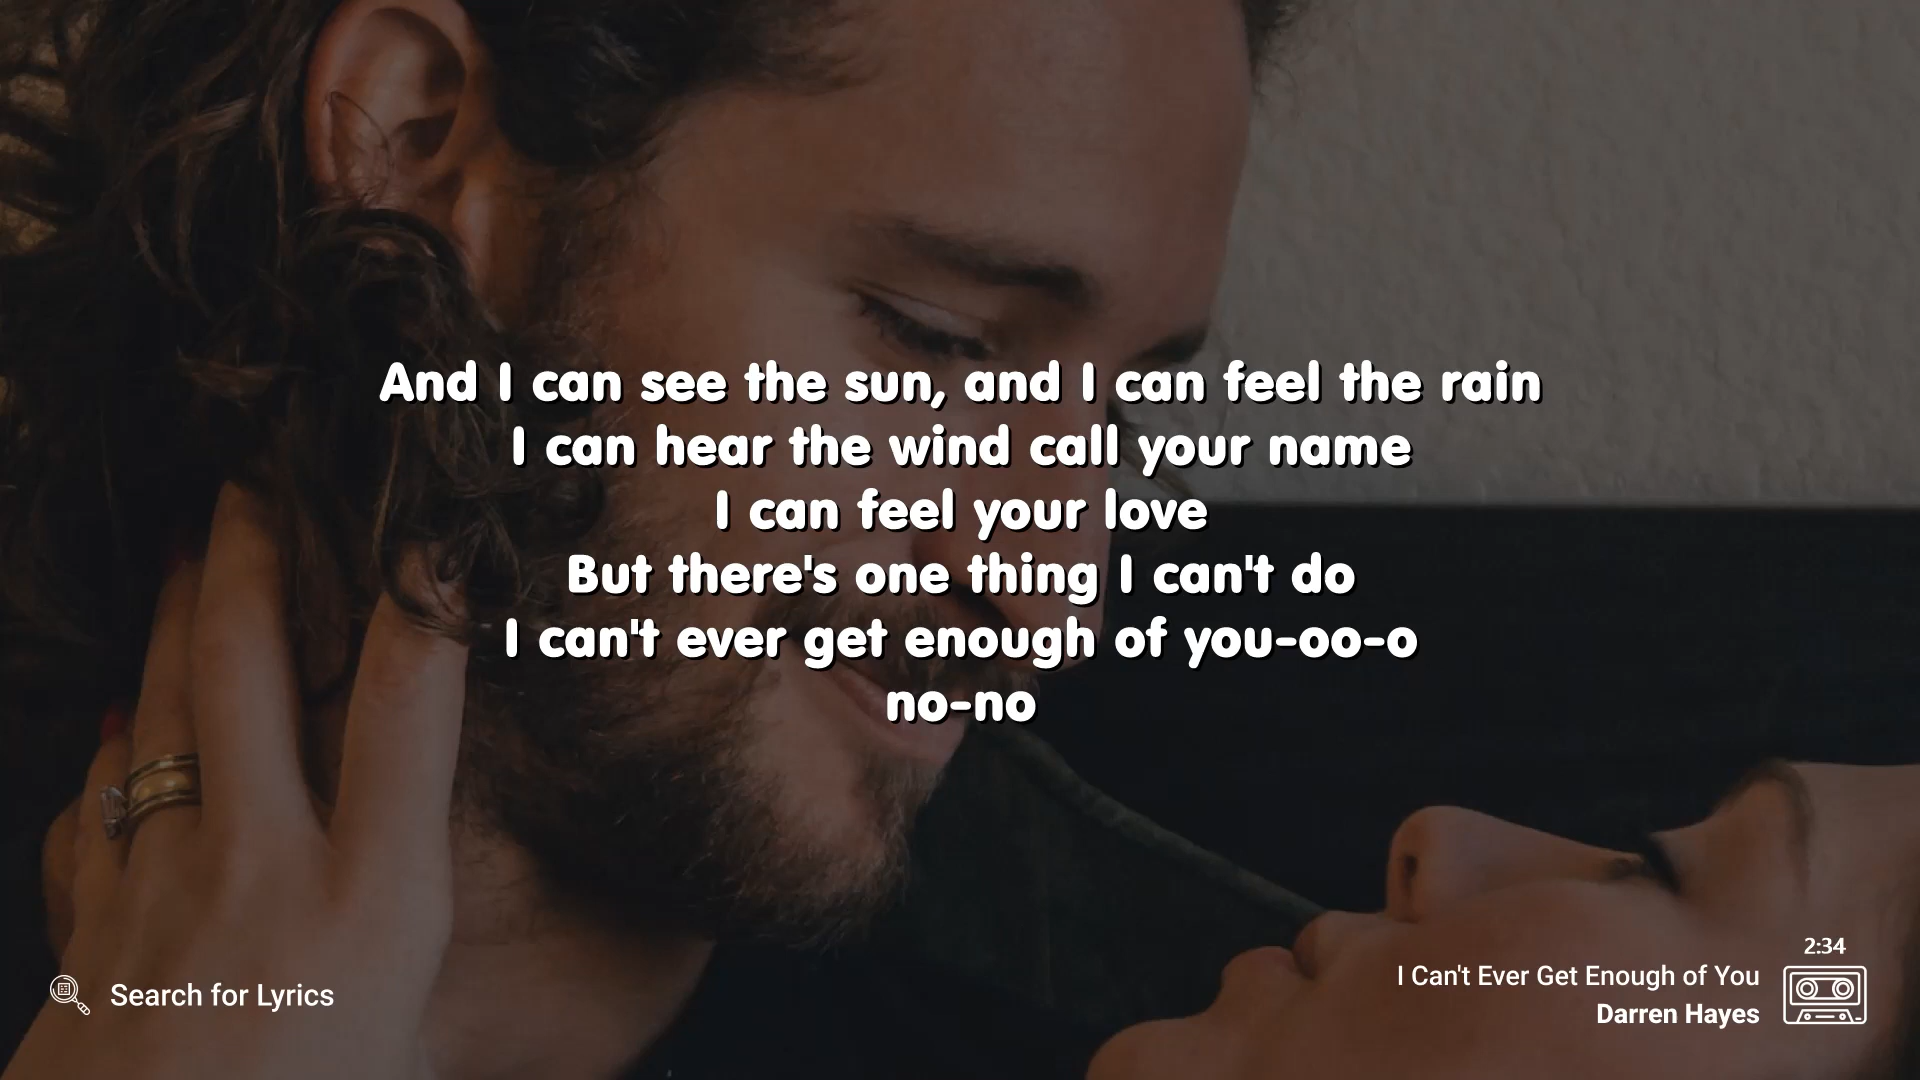 And I can see the sun, and I can feel the rain
I can hear the wind call your name
I can feel your love
But there's one thing I can't do
I can't ever get enough of you-oo-o
no-no
Search for Lyrics
2:34
I Can't Ever Get Enough of You
Darren Hayes